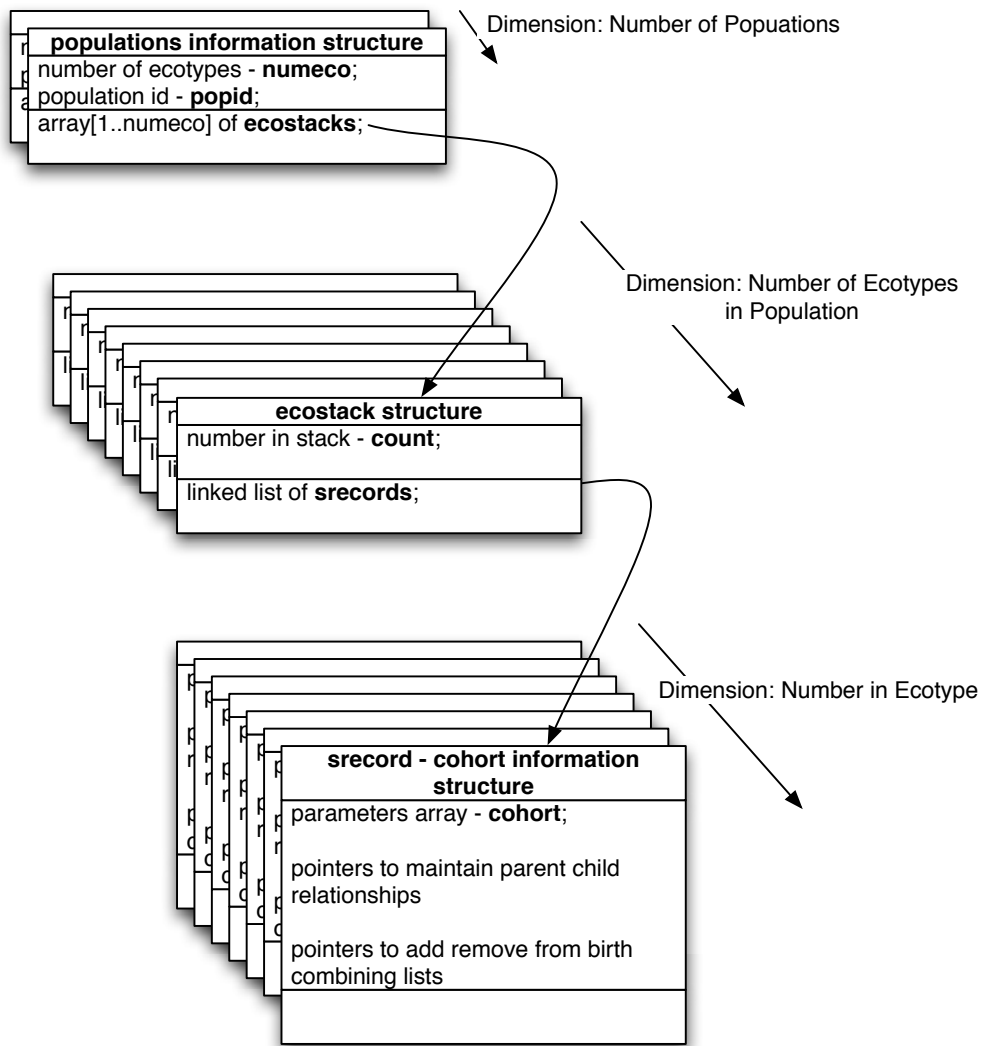 Dimension: Number of Popuations
populations information structure
number of ecotypes - numeco;
population id - popid;
array[1..numeco] of ecostacks;
Dimension: Number of Ecotypes
in Population
ecostack structure
number in stack - count;
linked list of srecords;
Dimension: Number in Ecotype
srecord - cohort information
structure
parameters array - cohort;
pointers to maintain parent child
relationships
pointers to add remove from birth
combining lists